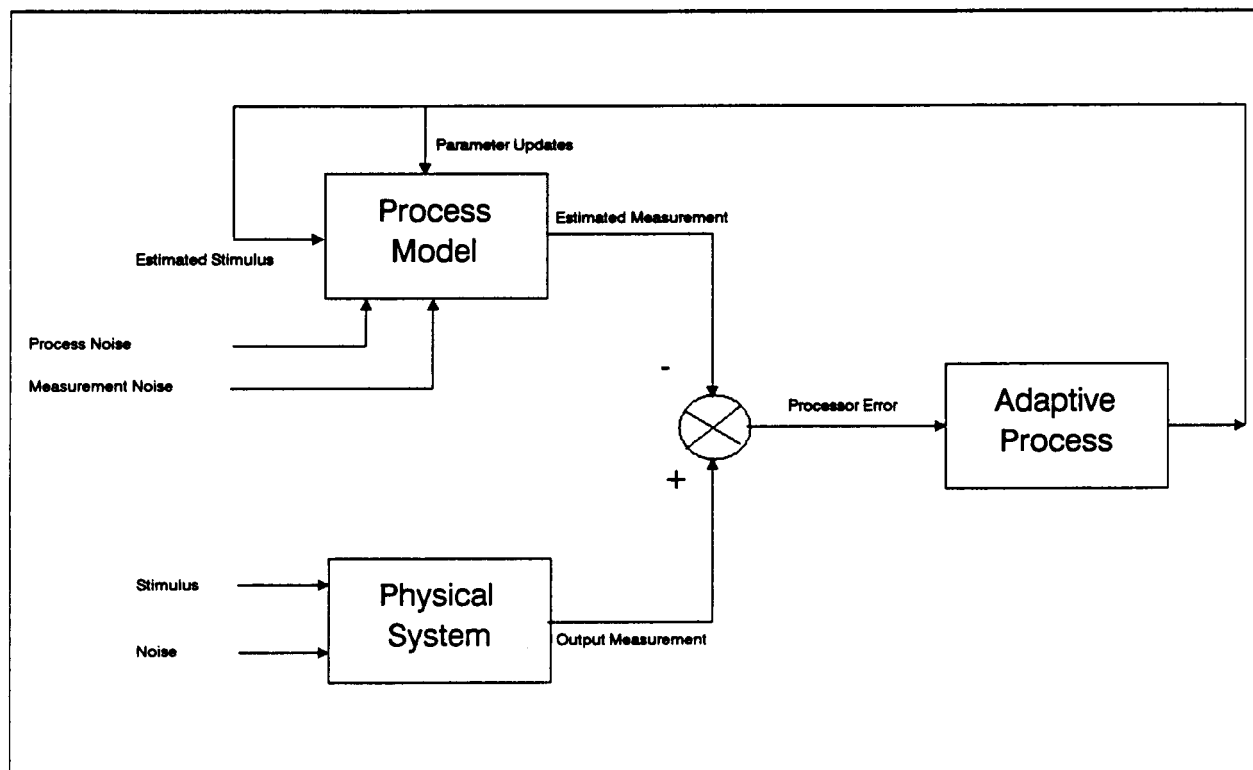 Parameter Updates
Process
Model
Estimated Measurement
Estimated Stimulus
Process Noise
Measurement Noise
-
Processor Error
Adaptive
Process
+
Stimulus
Physical
System
Noise
Output Measurement